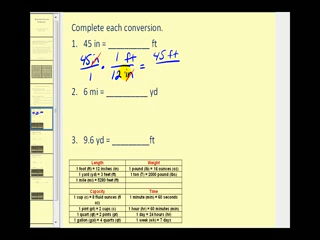 Complete each conversion.
1. 45 in = __________ ft
45 in/1 • 1 ft/12 in = 45 ft
2. 6 mi = __________ yd
3. 9.6 yd = __________ft
Length Weight
1 foot (ft) = 12 inches (in) 1 pound (lb) = 16 ounces (oz)
1 yard (yd) = 3 feet (ft) 1 ton (T) = 2000 pounds (lbs)
1 mile (mi) = 5280 feet (ft)
Capacity Time
1 cup (c) = 8 fluid ounces (fl oz) 1 minute (min) = 60 seconds
1 pint (pt) = 2 cups (c) 1 hour (hr) = 60 minutes (min)
1 quart (qt) = 2 pints (pt) 1 day = 24 hours (hr)
1 gallon (gal) = 4 quarts (qt) 1 week (wk) = 7 days